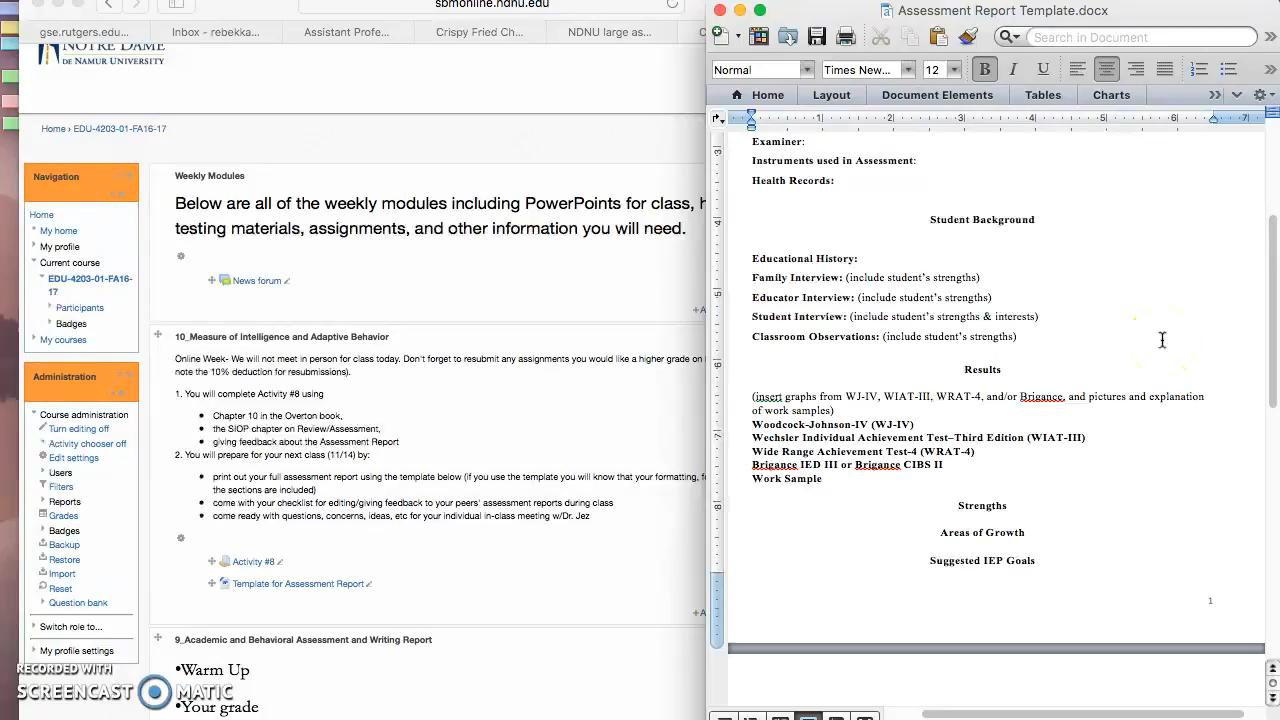 sbmonline.ndnu.edu
gse.rutgers.edu...
Inbox - rebekka...
Assistant Profe...
Crispy Fried Ch...
NDNU large as...
NOTRE DAME
DE NAMUR UNIVERSITY
Home › EDU-4203-01-FA16-17
Navigation
Home
My home
My profile
Current course
EDU-4203-01-FA16-
17
Participants
Badges
My courses
Administration
Course administration
Turn editing off
Activity chooser off
Edit settings
Users
Filters
Reports
Grades
Badges
Backup
Restore
Import
Reset
Question bank
Switch role to...
My profile settings
Weekly Modules
Below are all of the weekly modules including PowerPoints for class, h
testing materials, assignments, and other information you will need.
News forum
10_Measure of Intelligence and Adaptive Behavior
Online Week- We will not meet in person for class today. Don't forget to resubmit any assignments you would like a higher grade on
note the 10% deduction for resubmissions).
1. You will complete Activity #8 using
• Chapter 10 in the Overton book,
• the SIOP chapter on Review/Assessment,
• giving feedback about the Assessment Report
2. You will prepare for your next class (11/14) by:
• print out your full assessment report using the template below (if you use the template you will know that your formatting, f
the sections are included)
• come with your checklist for editing/giving feedback to your peers' assessment reports during class
• come ready with questions, concerns, ideas, etc for your individual in-class meeting w/Dr. Jez
Activity #8
Template for Assessment Report
9_Academic and Behavioral Assessment and Writing Report
•Warm Up
•Your grade
RECORDED WITH
SCREENCAST MATIC
Assessment Report Template.docx
Search in Document
Normal
Times New...
12
B I U
Home
Layout
Document Elements
Tables
Charts
1 2 3 4 5 6 7
3
4
5
6
7
8
Examiner:
Instruments used in Assessment:
Health Records:
Student Background
Educational History:
Family Interview: (include student's strengths)
Educator Interview: (include student's strengths)
Student Interview: (include student's strengths & interests)
Classroom Observations: (include student's strengths)
Results
(insert graphs from WJ-IV, WIAT-III, WRAT-4, and/or Brigance, and pictures and explanation
of work samples)
Woodcock-Johnson-IV (WJ-IV)
Wechsler Individual Achievement Test–Third Edition (WIAT-III)
Wide Range Achievement Test-4 (WRAT-4)
Brigance IED III or Brigance CIBS II
Work Sample
Strengths
Areas of Growth
Suggested IEP Goals
1